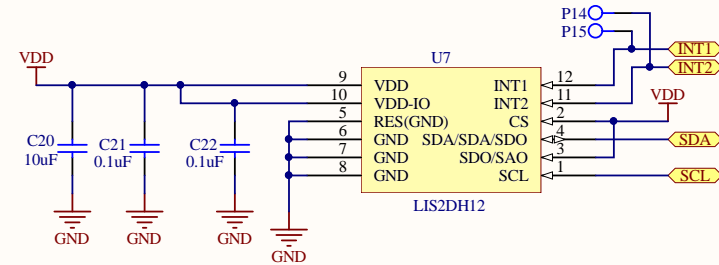 P14
P15
INT1
INT2
U7
VDD
VDD
9 VDD INT1 12
10 VDD-IO INT2 11
5 RES(GND) CS 2
6 GND SDA/SDA/SDO 4
7 GND SDO/SAO 3
8 GND SCL 1
SDA
SCL
C20
10uF
C21
0.1uF
C22
0.1uF
LIS2DH12
GND
GND
GND
GND